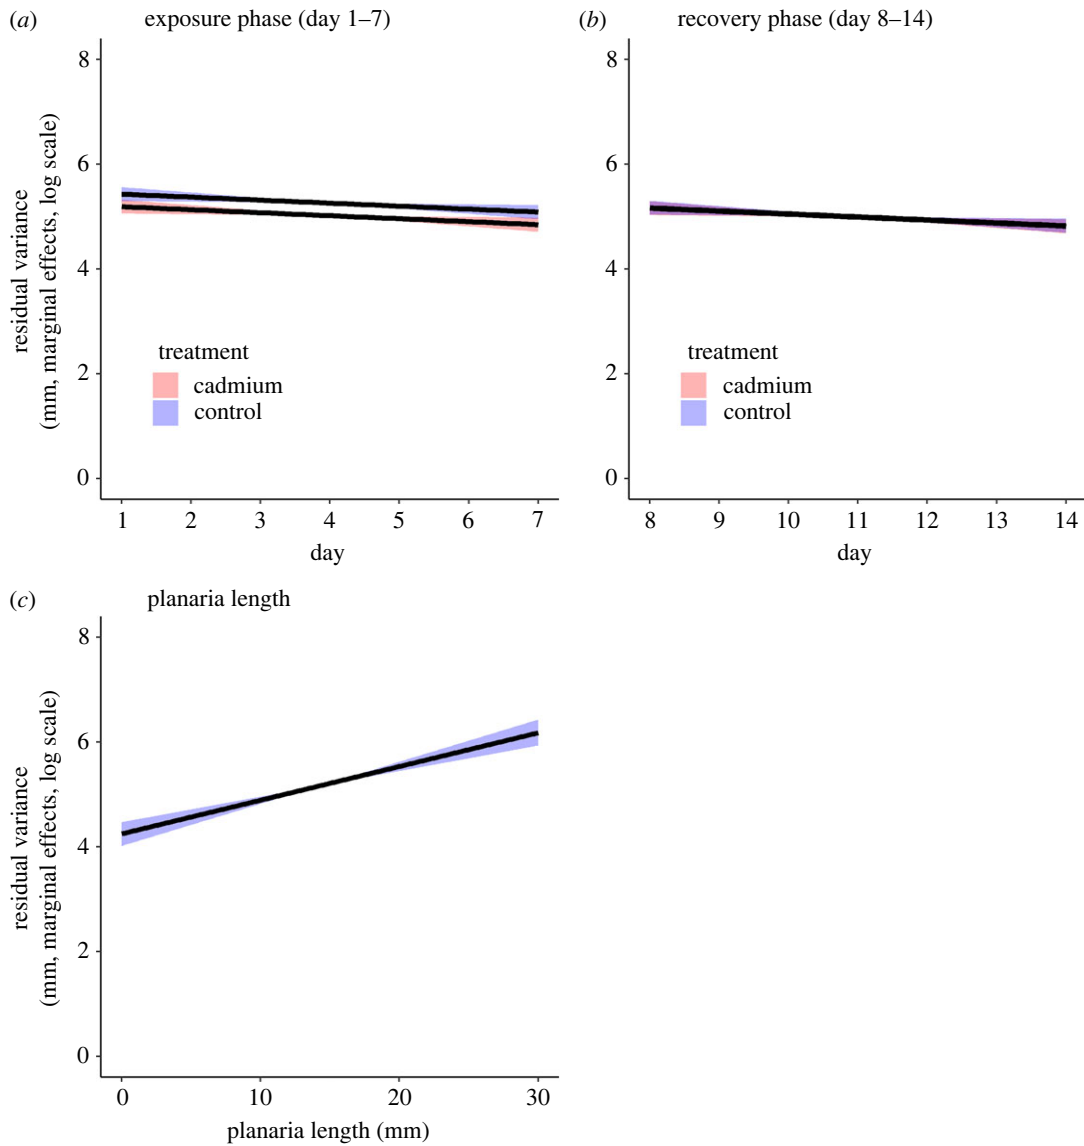 (a) exposure phase (day 1–7)
residual variance
(mm, marginal effects, log scale)
8
6
4
2
0
treatment
cadmium
control
1 2 3 4 5 6 7
day
(b) recovery phase (day 8–14)
8
6
4
2
0
treatment
cadmium
control
8 9 10 11 12 13 14
day
(c) planaria length
residual variance
(mm, marginal effects, log scale)
8
6
4
2
0
0 10 20 30
planaria length (mm)